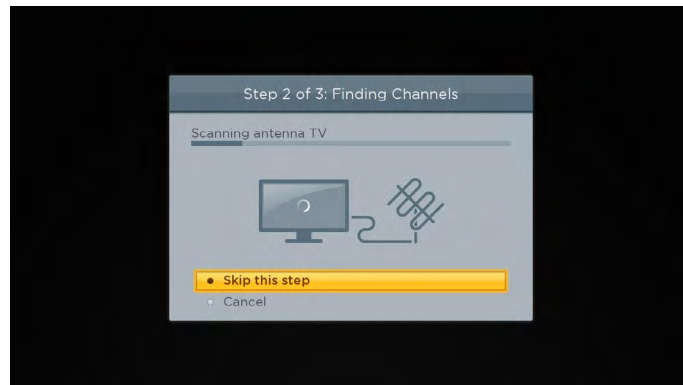 Step 2 of 3: Finding Channels
Scanning antenna TV
Skip this step
Cancel